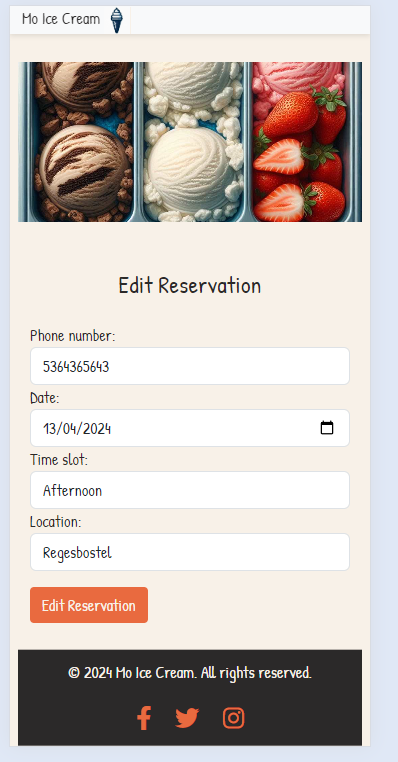 Mo Ice Cream
Edit Reservation
Phone number:
5364365643
Date:
13/04/2024
Time slot:
Afternoon
Location:
Regesbostel
Edit Reservation
© 2024 Mo Ice Cream. All rights reserved.